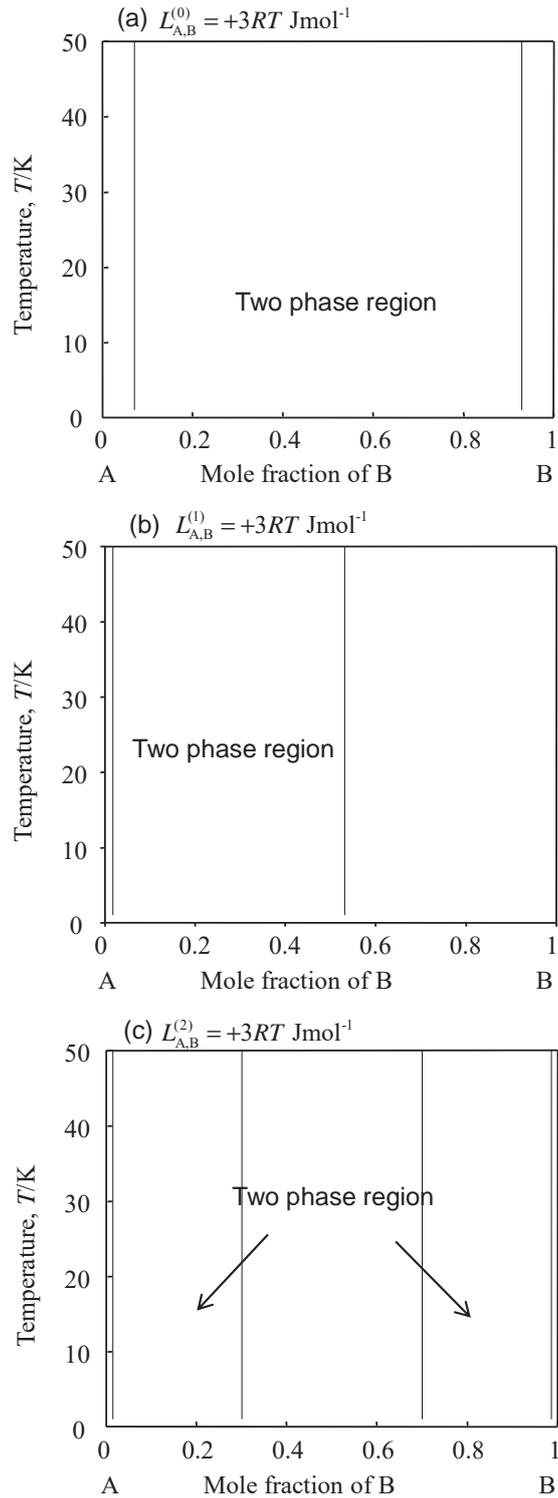 (a) L_{A,B}^{(0)} = +3RT Jmol^{-1}
50
40
30
20
10
0
Temperature, T/K
Two phase region
0 0.2 0.4 0.6 0.8 1
A Mole fraction of B B
(b) L_{A,B}^{(1)} = +3RT Jmol^{-1}
50
40
30
20
10
0
Temperature, T/K
Two phase region
0 0.2 0.4 0.6 0.8 1
A Mole fraction of B B
(c) L_{A,B}^{(2)} = +3RT Jmol^{-1}
50
40
30
20
10
0
Temperature, T/K
Two phase region
0 0.2 0.4 0.6 0.8 1
A Mole fraction of B B